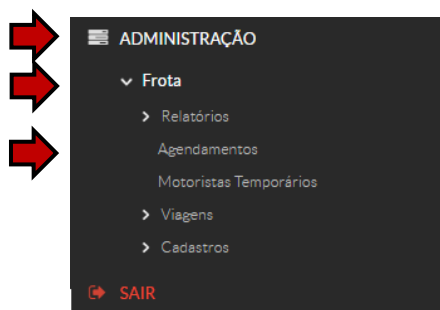 ADMINISTRAÇÃO
Frota
Relatórios
Agendamentos
Motoristas Temporários
Viagens
Cadastros
SAIR